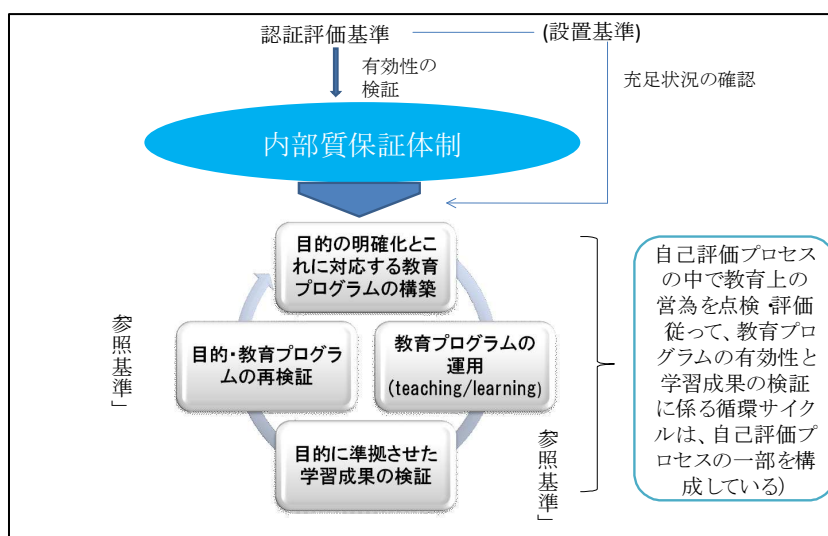 認証評価基準
(設置基準)
有効性の
検証
充足状況の確認
内部質保証体制
目的の明確化とこ
れに対応する教育
プログラムの構築
目的・教育プログラ
ムの再検証
教育プログラムの
運用
(teaching/learning)
目的に準拠させた
学習成果の検証
「参照基準」
「参照基準」
自己評価プロセス
の中で教育上の
営為を点検・評価
従って、教育プロ
グラムの有効性と
学習成果の検証
に係る循環サイク
ルは、自己評価プ
ロセスの一部を構
成している)